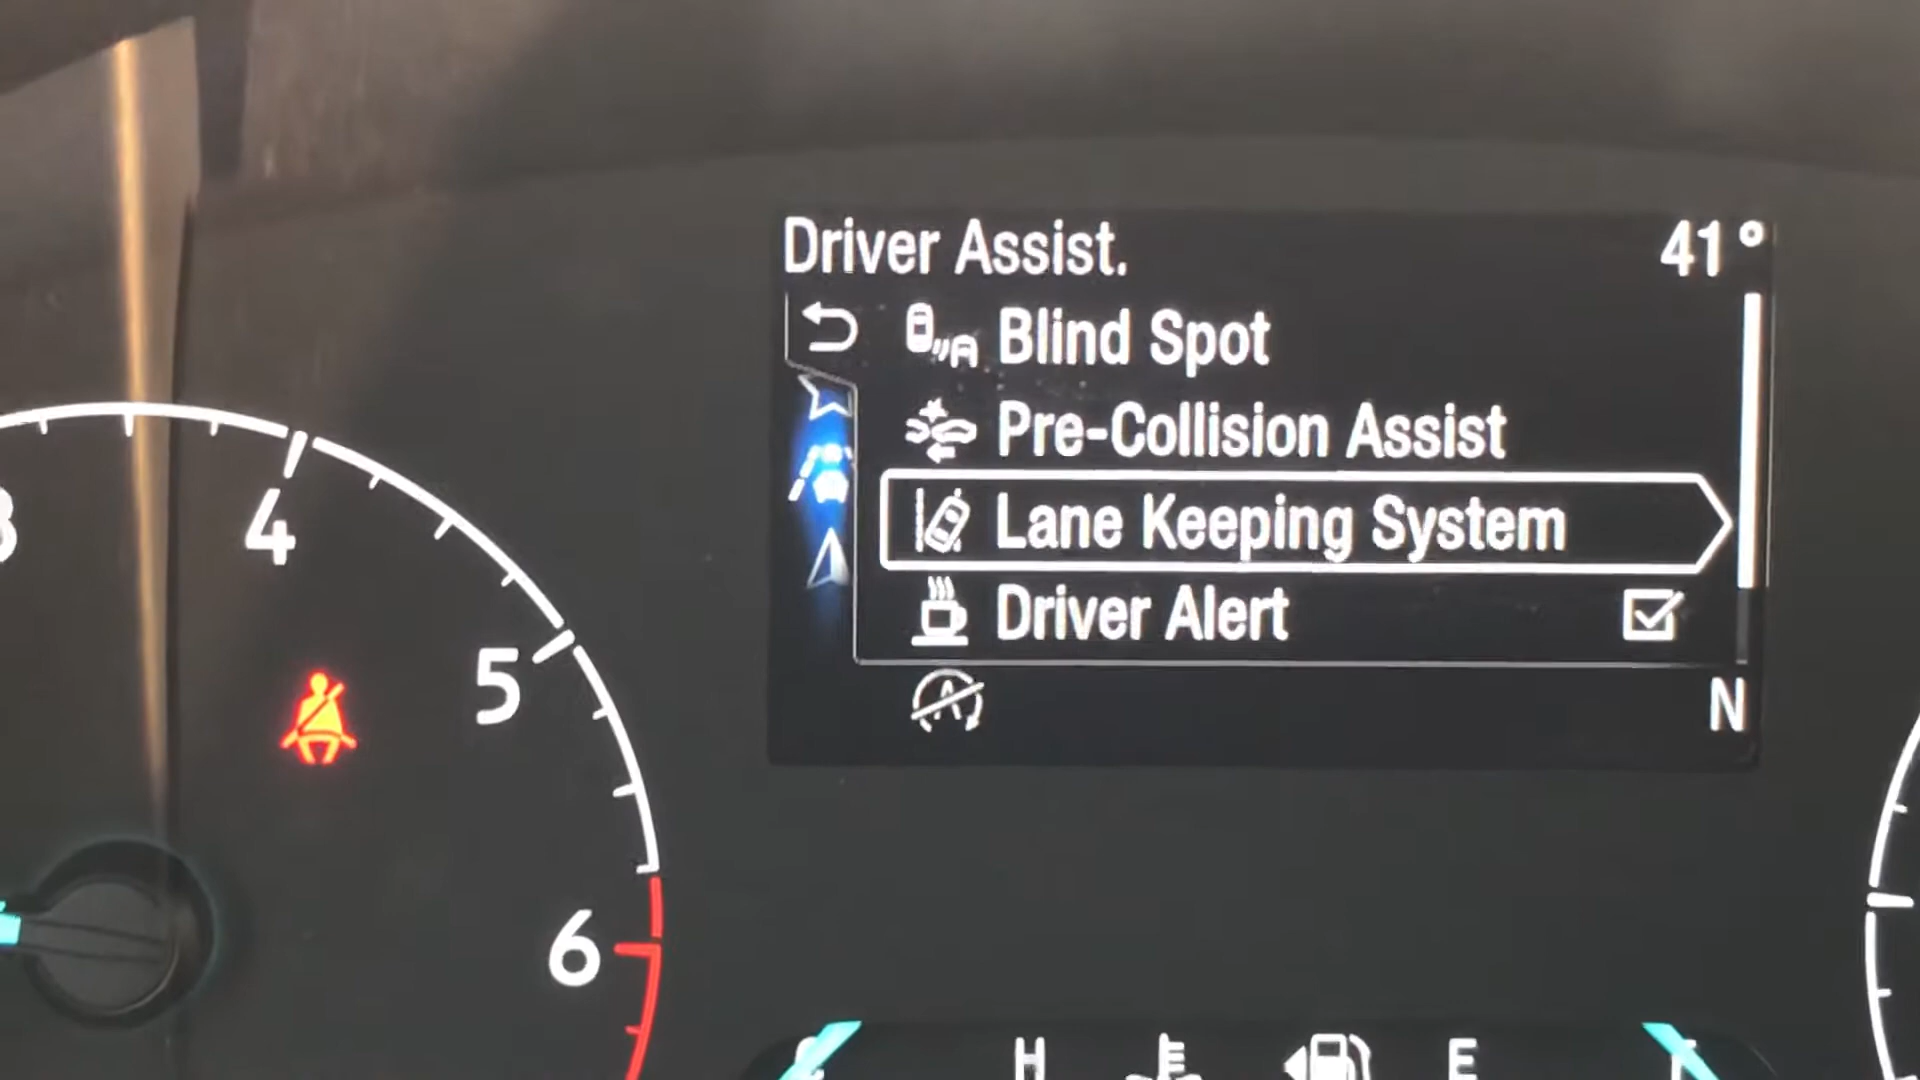 Driver Assist. 41°
Blind Spot
Pre-Collision Assist
Lane Keeping System
Driver Alert
N
4
5
6
H E